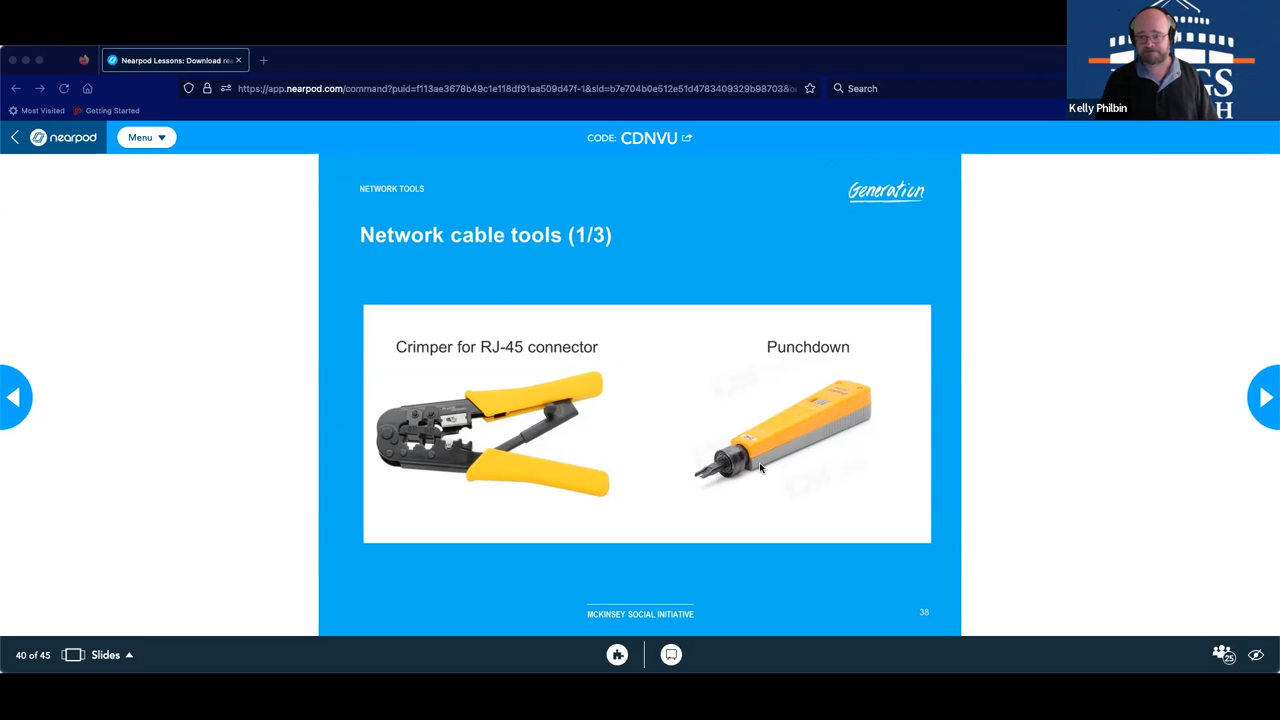 Nearpod Lessons: Download rea
https://app.nearpod.com/command?puid=f113ae3678b49c1e118df91aa509d47f-1&sid=b7e704b0e512e51d4783409329b98703&o
Search
Most Visited
Getting Started
Kelly Philbin
nearpod
Menu
CODE: CDNVU
NETWORK TOOLS
Generation
Network cable tools (1/3)
Crimper for RJ-45 connector
Punchdown
MCKINSEY SOCIAL INITIATIVE
38
40 of 45
Slides
25